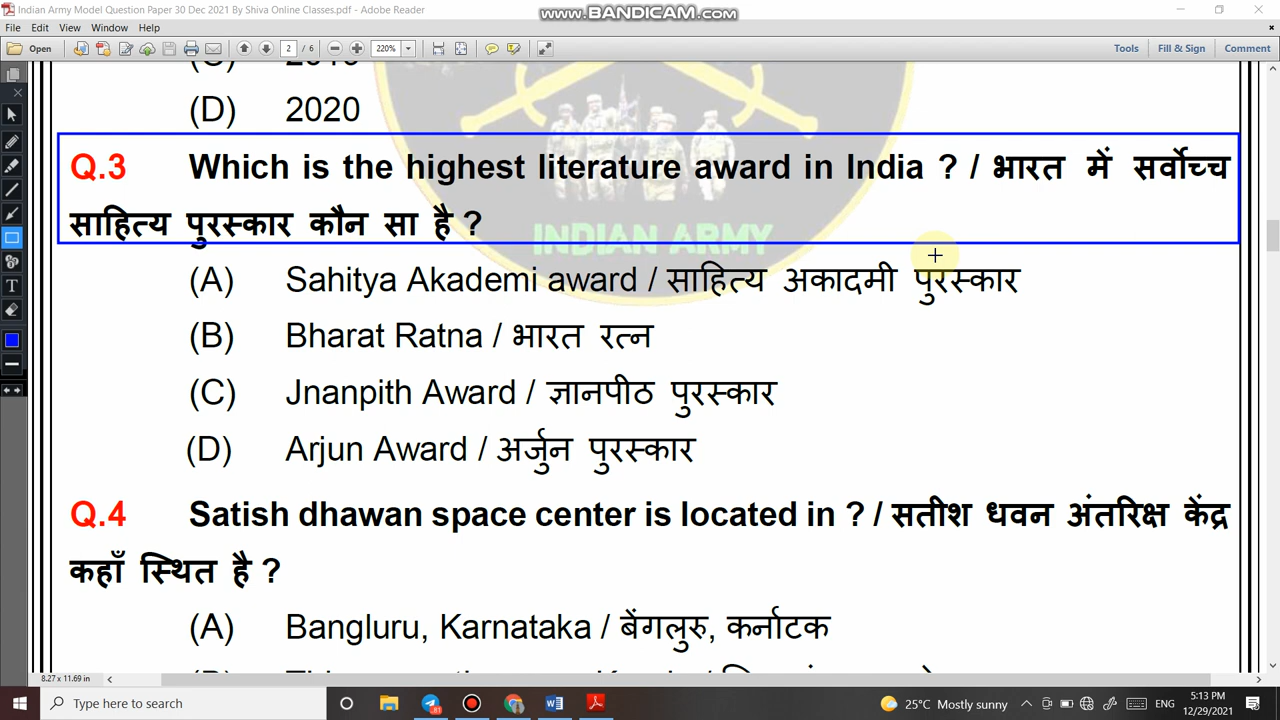 Indian Army Model Question Paper 30 Dec 2021 By Shiva Online Classes.pdf - Adobe Reader
www.BANDICAM.com
File Edit View Window Help
Open 2 / 6 220% Tools Fill & Sign Comment
(D) 2020
Q.3 Which is the highest literature award in India ? / भारत में सर्वोच्च
साहित्य पुरस्कार कौन सा है ?
INDIAN ARMY
(A) Sahitya Akademi award / साहित्य अकादमी पुरस्कार
(B) Bharat Ratna / भारत रत्न
(C) Jnanpith Award / ज्ञानपीठ पुरस्कार
(D) Arjun Award / अर्जुन पुरस्कार
Q.4 Satish dhawan space center is located in ? / सतीश धवन अंतरिक्ष केंद्र
कहाँ स्थित है ?
(A) Bangluru, Karnataka / बेंगलुरु, कर्नाटक
8.27 x 11.69 in
Type here to search 25°C Mostly sunny ENG 5:13 PM
12/29/2021